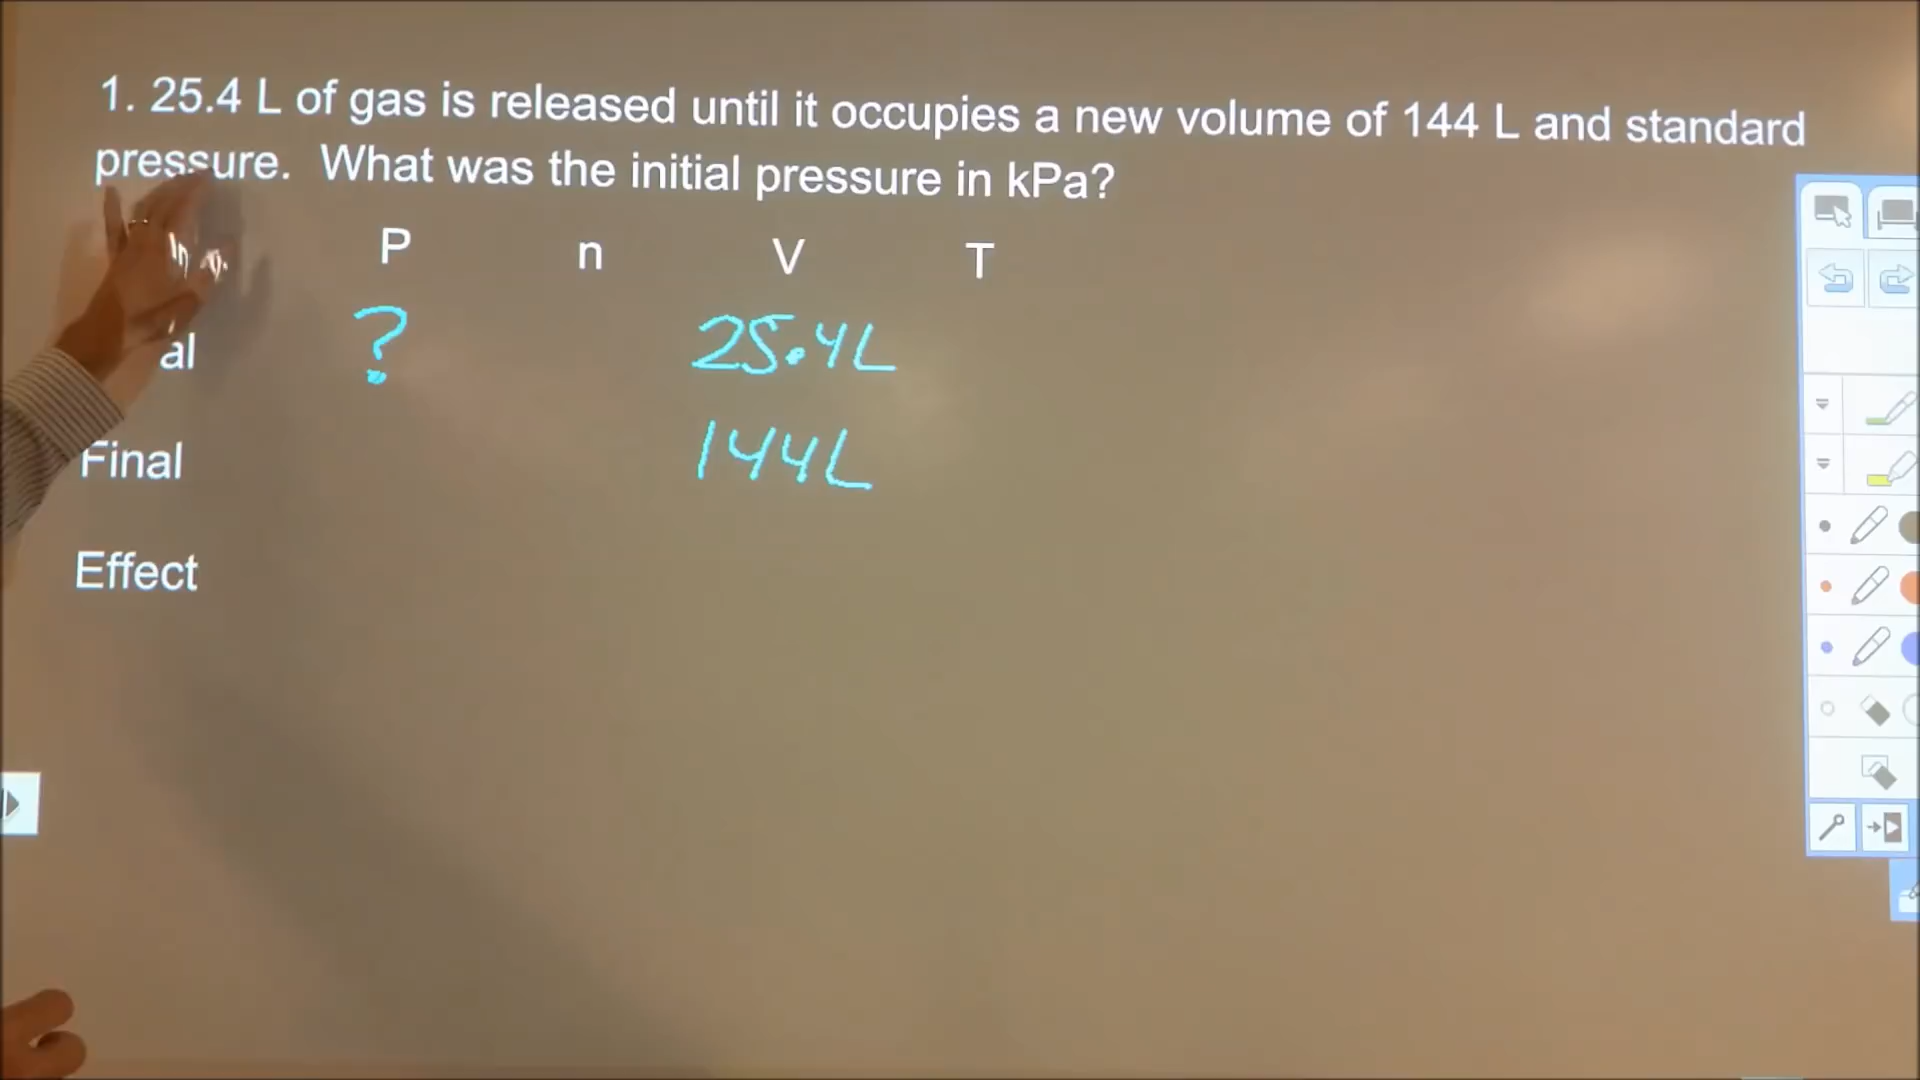 1. 25.4 L of gas is released until it occupies a new volume of 144 L and standard
pressure. What was the initial pressure in kPa?
P n V T
al ? 25.4L
Final 144L
Effect